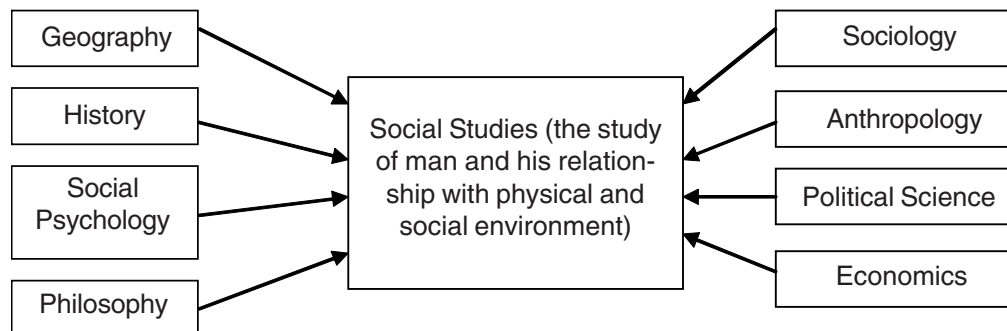 Geography
History
Social
Psychology
Philosophy
Social Studies (the study
of man and his relation-
ship with physical and
social environment)
Sociology
Anthropology
Political Science
Economics